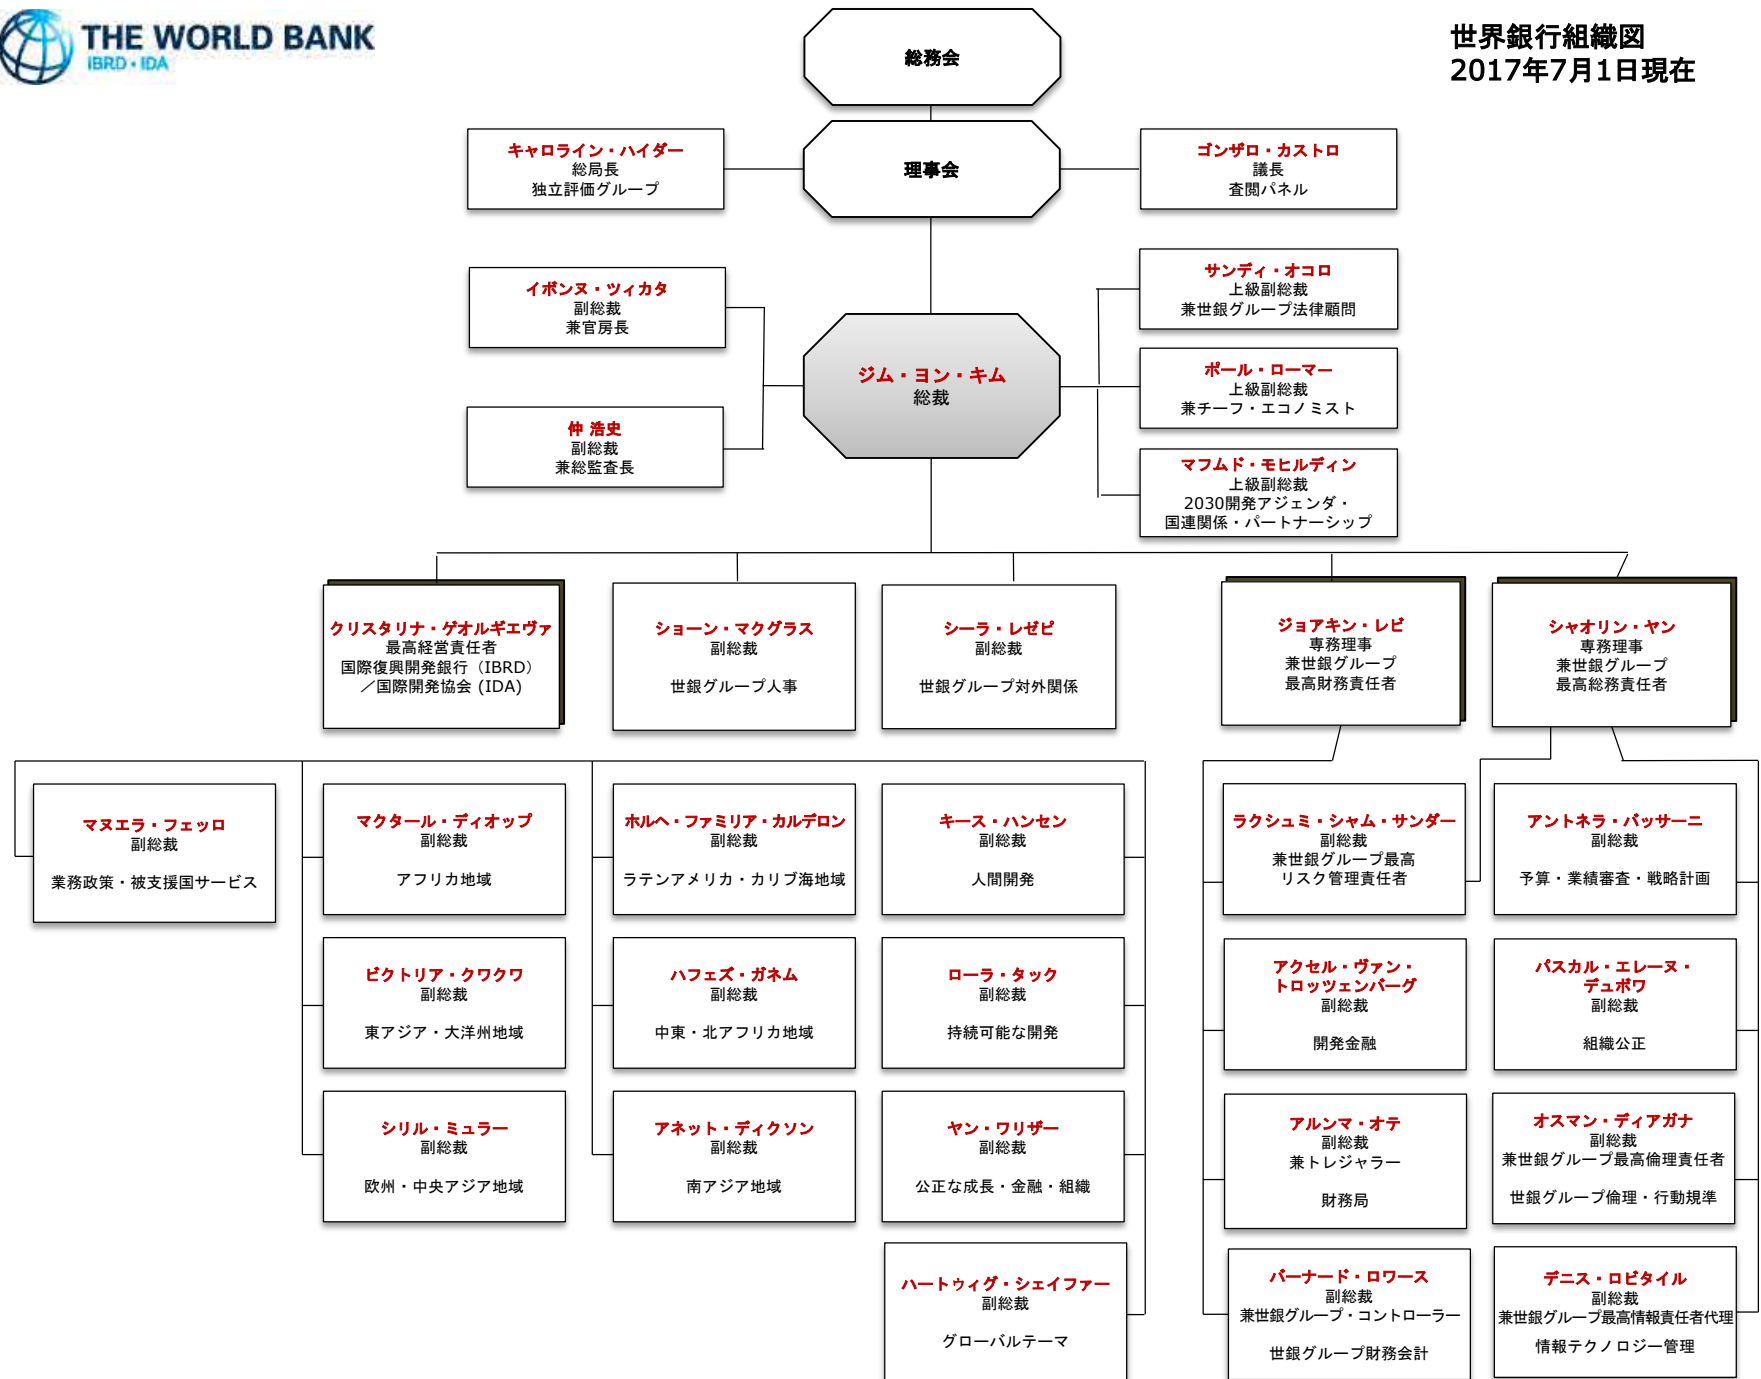 THE WORLD BANK
IBRD • IDA
世界銀行組織図
2017年7月1日現在
総務会
キャロライン・ハイダー
総局長
独立評価グループ
理事会
ゴンザロ・カストロ
議長
査閲パネル
イボンヌ・ツィカタ
副総裁
兼官房長
サンディ・オコロ
上級副総裁
兼世銀グループ法律顧問
ジム・ヨン・キム
総裁
ポール・ローマー
上級副総裁
兼チーフ・エコノミスト
仲 浩史
副総裁
兼総監査長
マフムド・モヒルディン
上級副総裁
2030開発アジェンダ・
国連関係・パートナーシップ
クリスタリナ・ゲオルギエヴァ
最高経営責任者
国際復興開発銀行（IBRD）
／国際開発協会 (IDA)
ショーン・マクグラス
副総裁
世銀グループ人事
シーラ・レゼピ
副総裁
世銀グループ対外関係
ジョアキン・レビ
専務理事
兼世銀グループ
最高財務責任者
シャオリン・ヤン
専務理事
兼世銀グループ
最高総務責任者
マヌエラ・フェッロ
副総裁
業務政策・被支援国サービス
マクタール・ディオップ
副総裁
アフリカ地域
ホルヘ・ファミリア・カルデロン
副総裁
ラテンアメリカ・カリブ海地域
キース・ハンセン
副総裁
人間開発
ラクシュミ・シャム・サンダー
副総裁
兼世銀グループ最高
リスク管理責任者
アントネラ・バッサーニ
副総裁
予算・業績審査・戦略計画
ビクトリア・クワクワ
副総裁
東アジア・大洋州地域
ハフェズ・ガネム
副総裁
中東・北アフリカ地域
ローラ・タック
副総裁
持続可能な開発
アクセル・ヴァン・
トロッツェンバーグ
副総裁
開発金融
パスカル・エレーヌ・
デュボワ
副総裁
組織公正
シリル・ミュラー
副総裁
欧州・中央アジア地域
アネット・ディクソン
副総裁
南アジア地域
ヤン・ワリザー
副総裁
公正な成長・金融・組織
アルンマ・オテ
副総裁
兼トレジャラー
財務局
オスマン・ディアガナ
副総裁
兼世銀グループ最高倫理責任者
世銀グループ倫理・行動規準
ハートウィグ・シェイファー
副総裁
グローバルテーマ
バーナード・ロワース
副総裁
兼世銀グループ・コントローラー
世銀グループ財務会計
デニス・ロビタイル
副総裁
兼世銀グループ最高情報責任者代理
情報テクノロジー管理